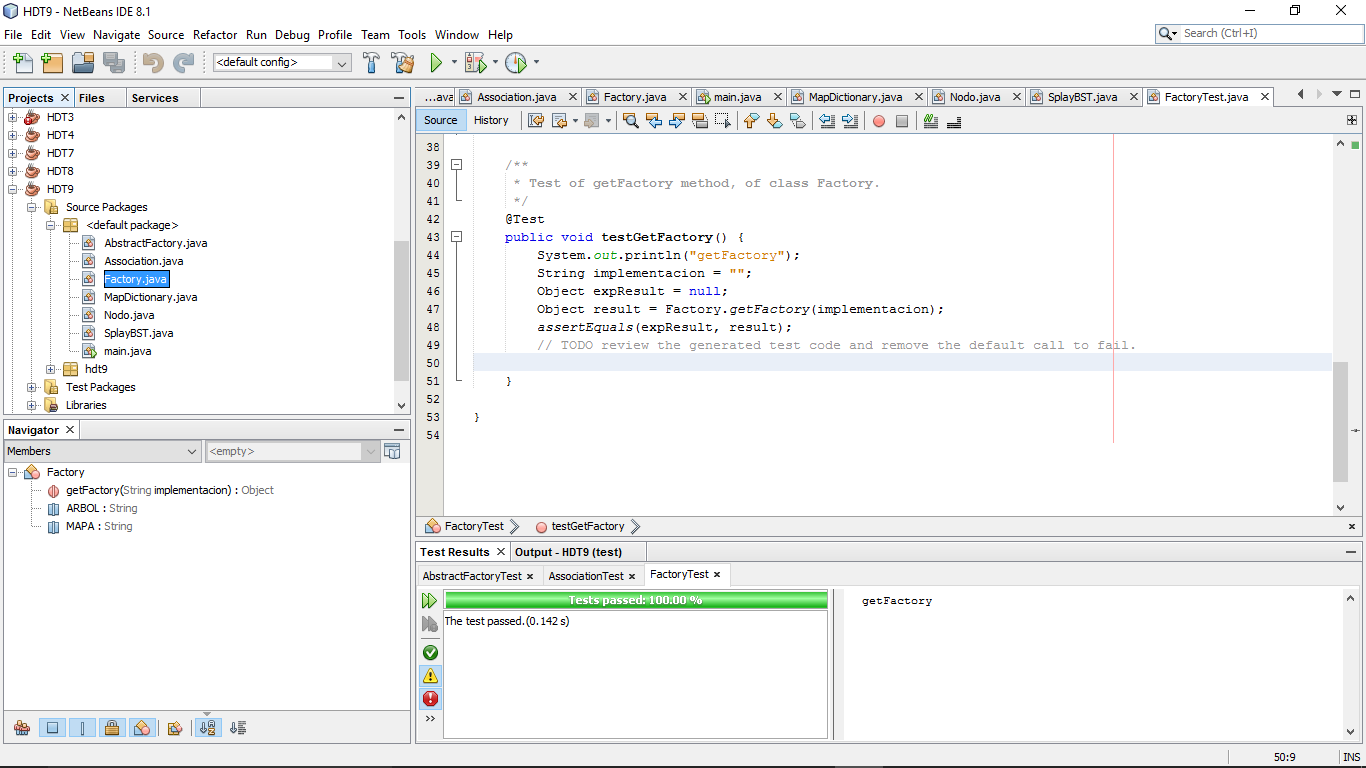 HDT9 - NetBeans IDE 8.1
File Edit View Navigate Source Refactor Run Debug Profile Team Tools Window Help
Search (Ctrl+I)
<default config>
Projects Files Services
HDT3
HDT4
HDT7
HDT8
HDT9
Source Packages
<default package>
AbstractFactory.java
Association.java
Factory.java
MapDictionary.java
Nodo.java
SplayBST.java
main.java
hdt9
Test Packages
Libraries
Navigator
Members
<empty>
Factory
getFactory(String implementacion) : Object
ARBOL : String
MAPA : String
...ava Association.java Factory.java main.java MapDictionary.java Nodo.java SplayBST.java FactoryTest.java
Source History
38
39 /**
40 * Test of getFactory method, of class Factory.
41 */
42 @Test
43 public void testGetFactory() {
44 System.out.println("getFactory");
45 String implementacion = "";
46 Object expResult = null;
47 Object result = Factory.getFactory(implementacion);
48 assertEquals(expResult, result);
49 // TODO review the generated test code and remove the default call to fail.
50
51 }
52
53 }
54
FactoryTest testGetFactory
Test Results Output - HDT9 (test)
AbstractFactoryTest AssociationTest FactoryTest
Tests passed: 100.00 %
The test passed.(0.142 s)
getFactory
50:9 INS